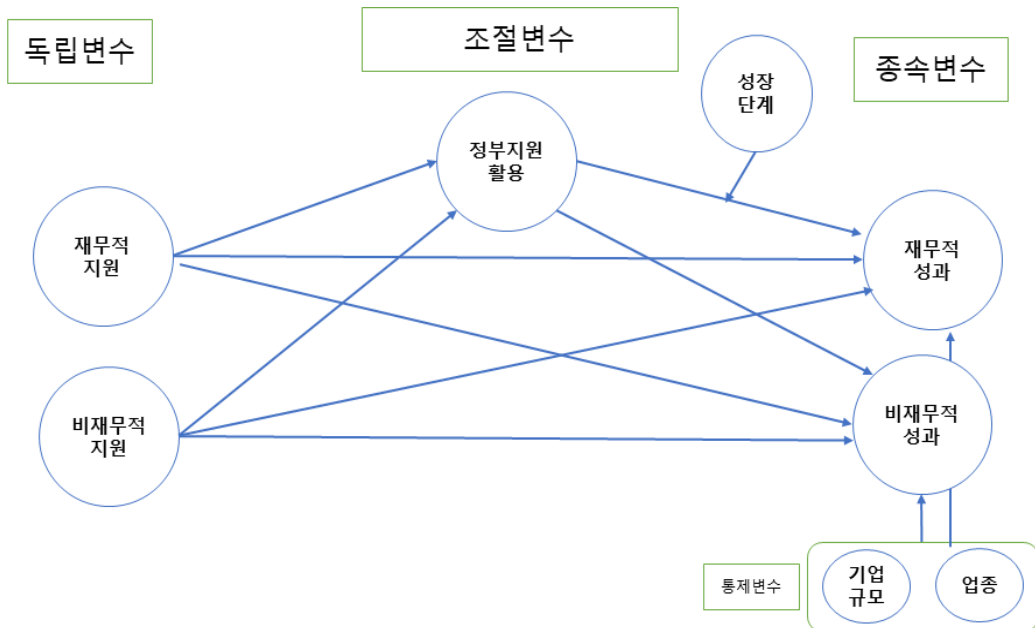 독립변수
조절변수
종속변수
성장
단계
정부지원
활용
재무적
지원
재무적
성과
비재무적
지원
비재무적
성과
통제변수
기업
규모
업종